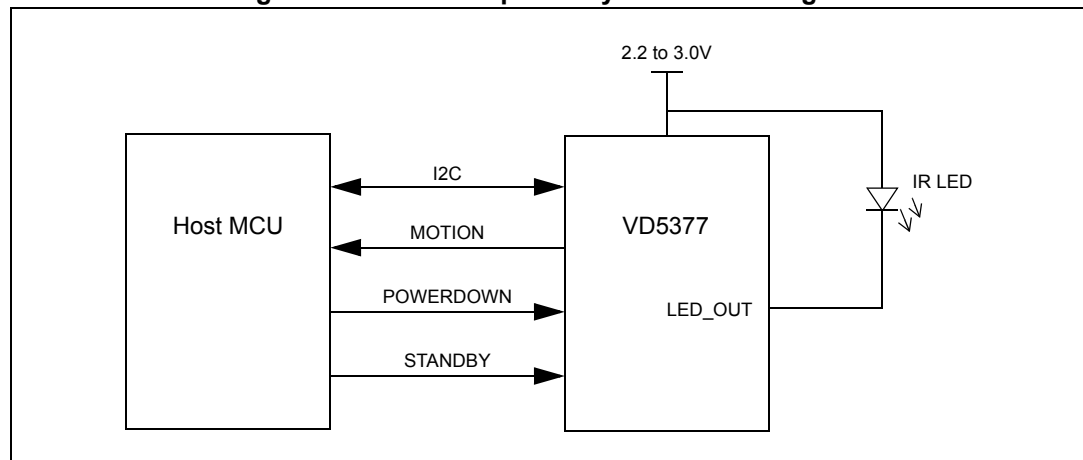 2.2 to 3.0V
I2C
IR LED
Host MCU
MOTION
VD5377
POWERDOWN
LED_OUT
STANDBY